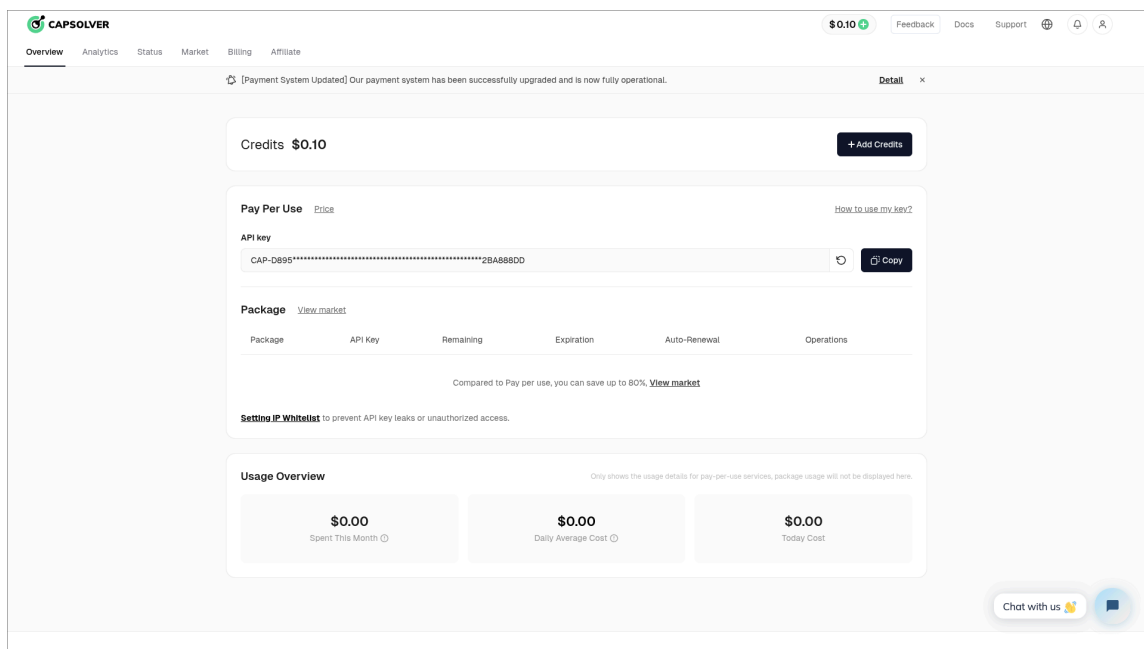 CAPSOLVER
$0.10
Feedback
Docs
Support
Overview
Analytics
Status
Market
Billing
Affiliate
[Payment System Updated] Our payment system has been successfully upgraded and is now fully operational.
Detail
×
Credits $0.10
+ Add Credits
Pay Per Use
Price
How to use my key?
API key
CAP-D895****************************************************2BA888DD
Copy
Package
View market
Package
API Key
Remaining
Expiration
Auto-Renewal
Operations
Compared to Pay per use, you can save up to 80%, View market
Setting IP Whitelist to prevent API key leaks or unauthorized access.
Usage Overview
Only shows the usage details for pay-per-use services, package usage will not be displayed here.
$0.00
Spent This Month
$0.00
Daily Average Cost
$0.00
Today Cost
Chat with us 👋